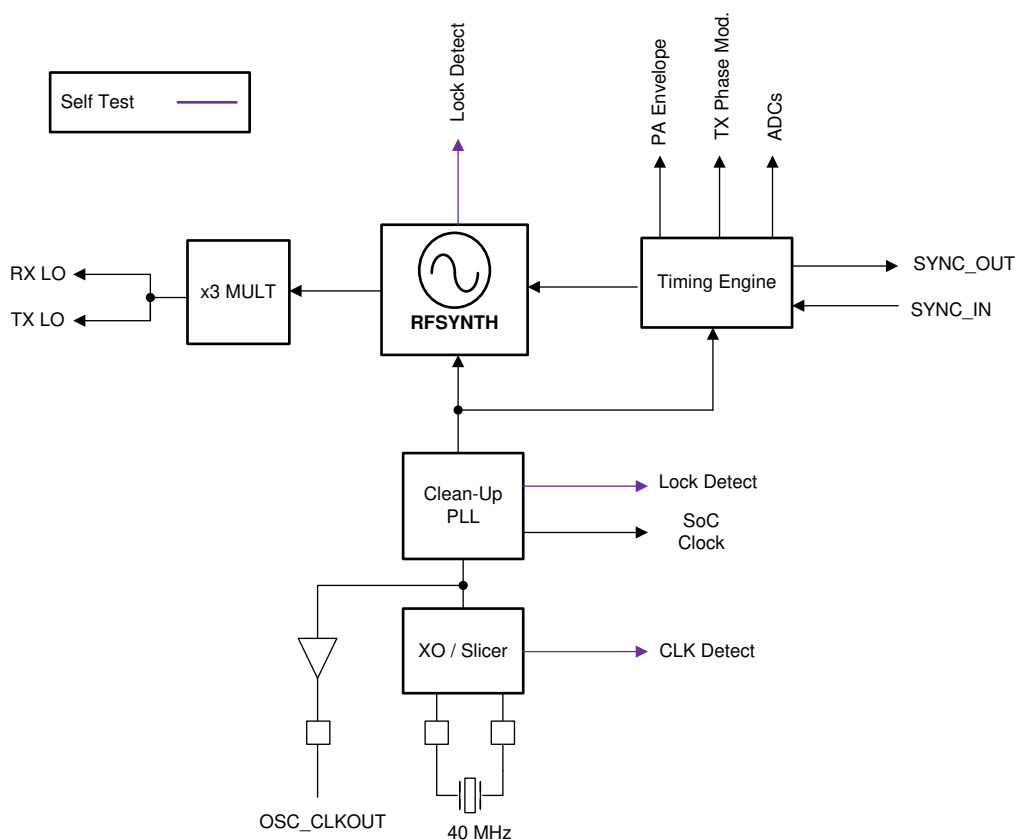 Self Test
Lock Detect
PA Envelope
TX Phase Mod.
ADCs
RX LO
TX LO
x3 MULT
RFSYNTH
Timing Engine
SYNC_OUT
SYNC_IN
Clean-Up
PLL
Lock Detect
SoC
Clock
XO / Slicer
CLK Detect
OSC_CLKOUT
40 MHz